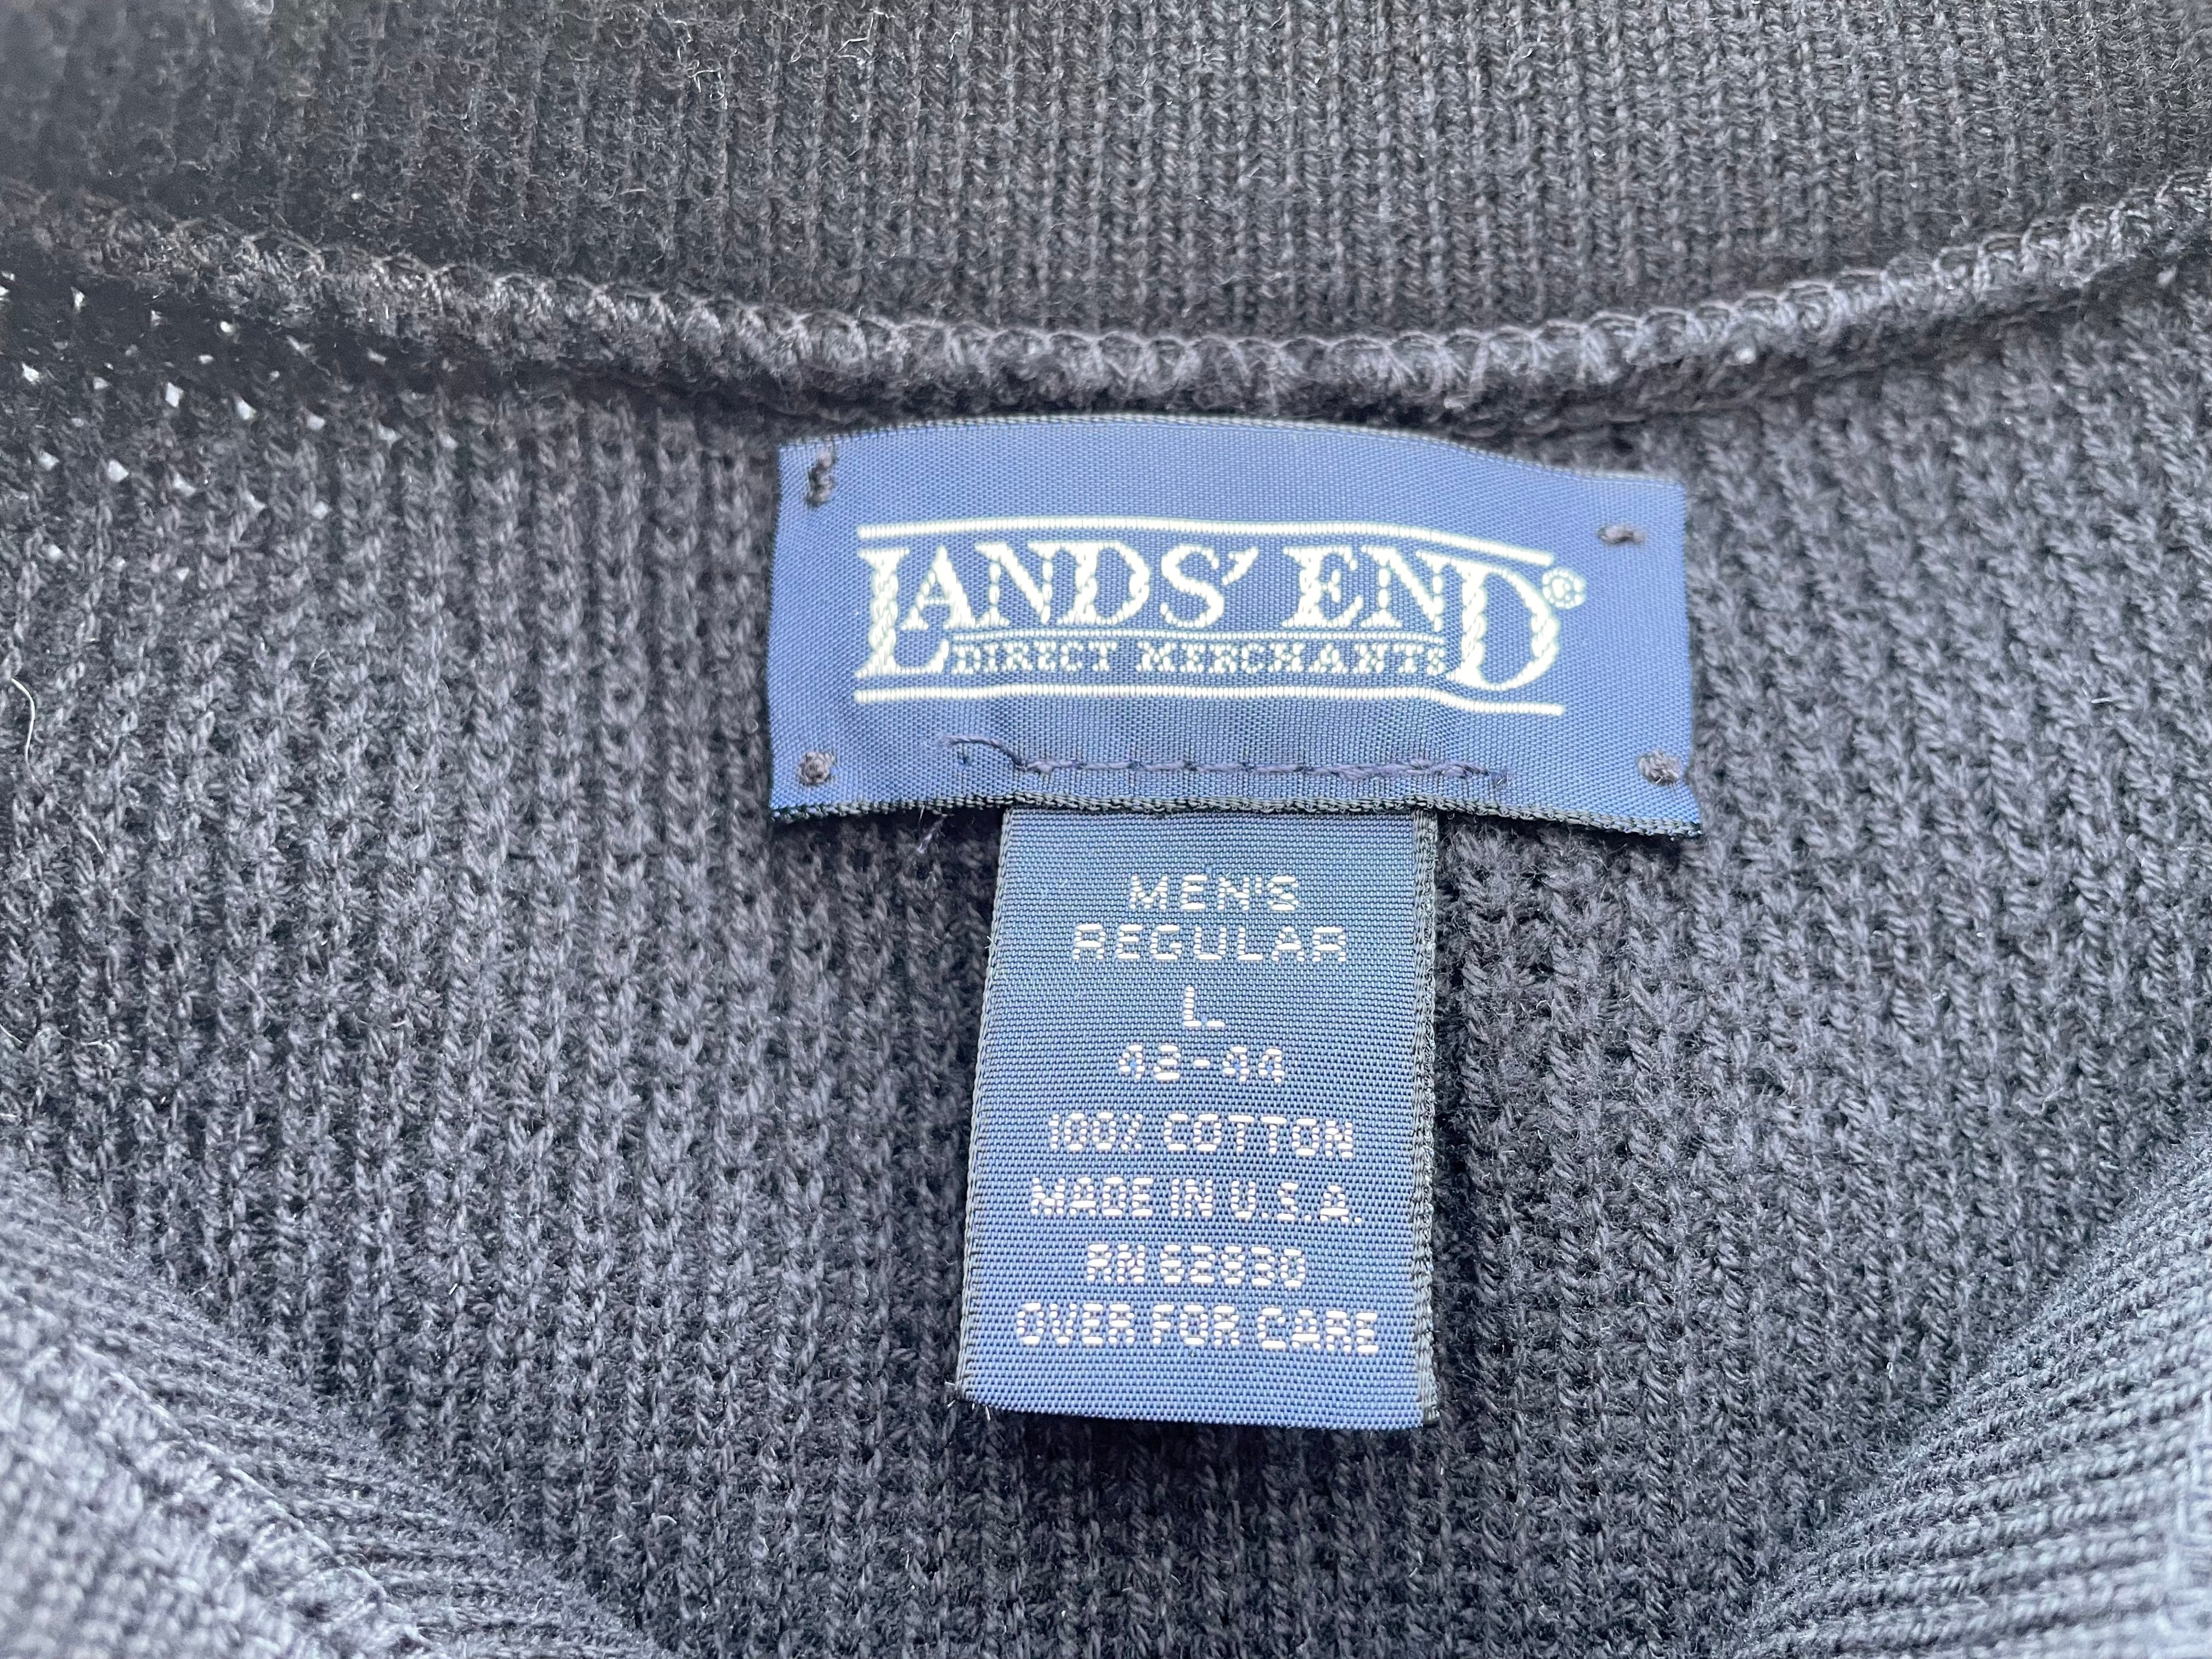 LANDS' END®
DIRECT MERCHANTS
MEN'S
REGULAR
L
42-44
100% COTTON
MADE IN U.S.A.
RN 62830
OVER FOR CARE